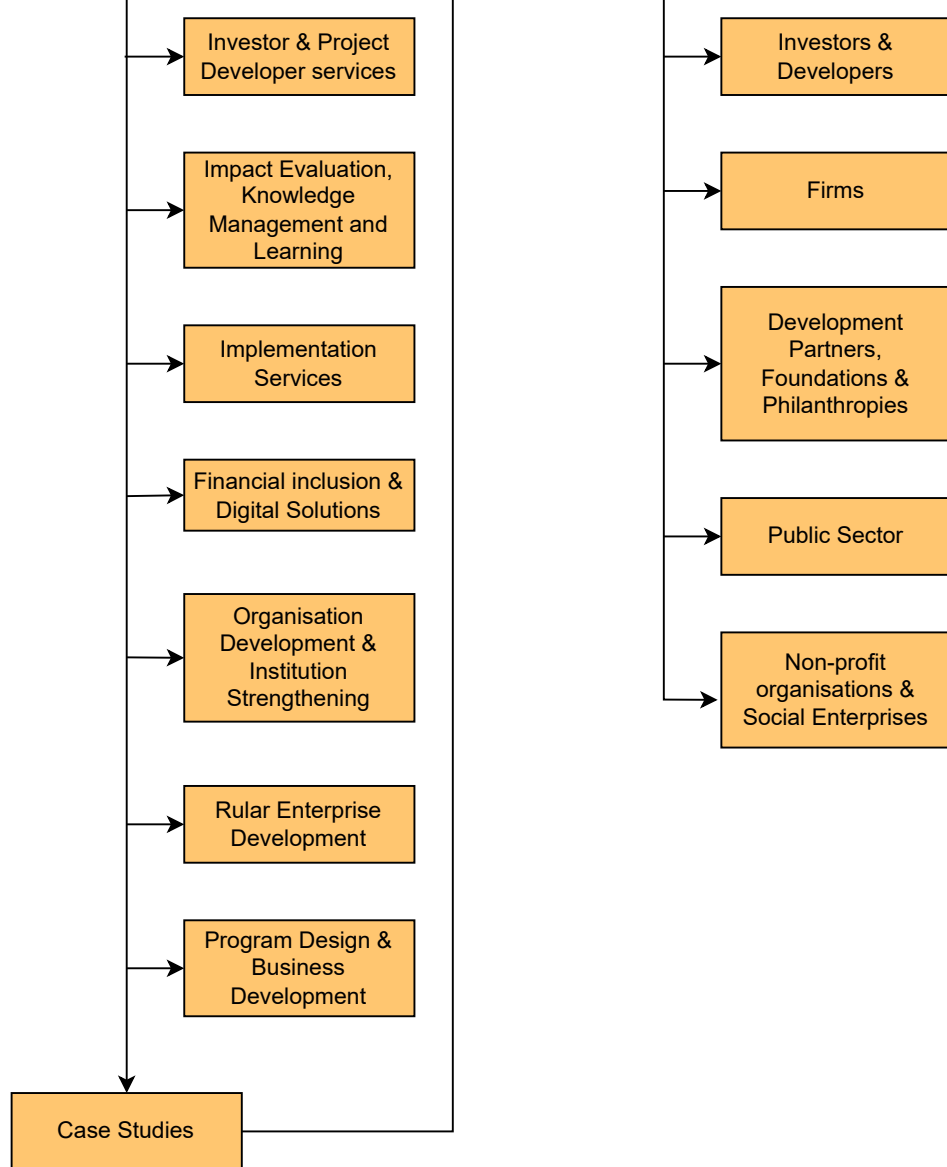 Investor & Project
Developer services
Impact Evaluation,
Knowledge
Management and
Learning
Implementation
Services
Financial inclusion &
Digital Solutions
Organisation
Development &
Institution
Strengthening
Rular Enterprise
Development
Program Design &
Business
Development
Case Studies
Investors &
Developers
Firms
Development
Partners,
Foundations &
Philanthropies
Public Sector
Non-profit
organisations &
Social Enterprises